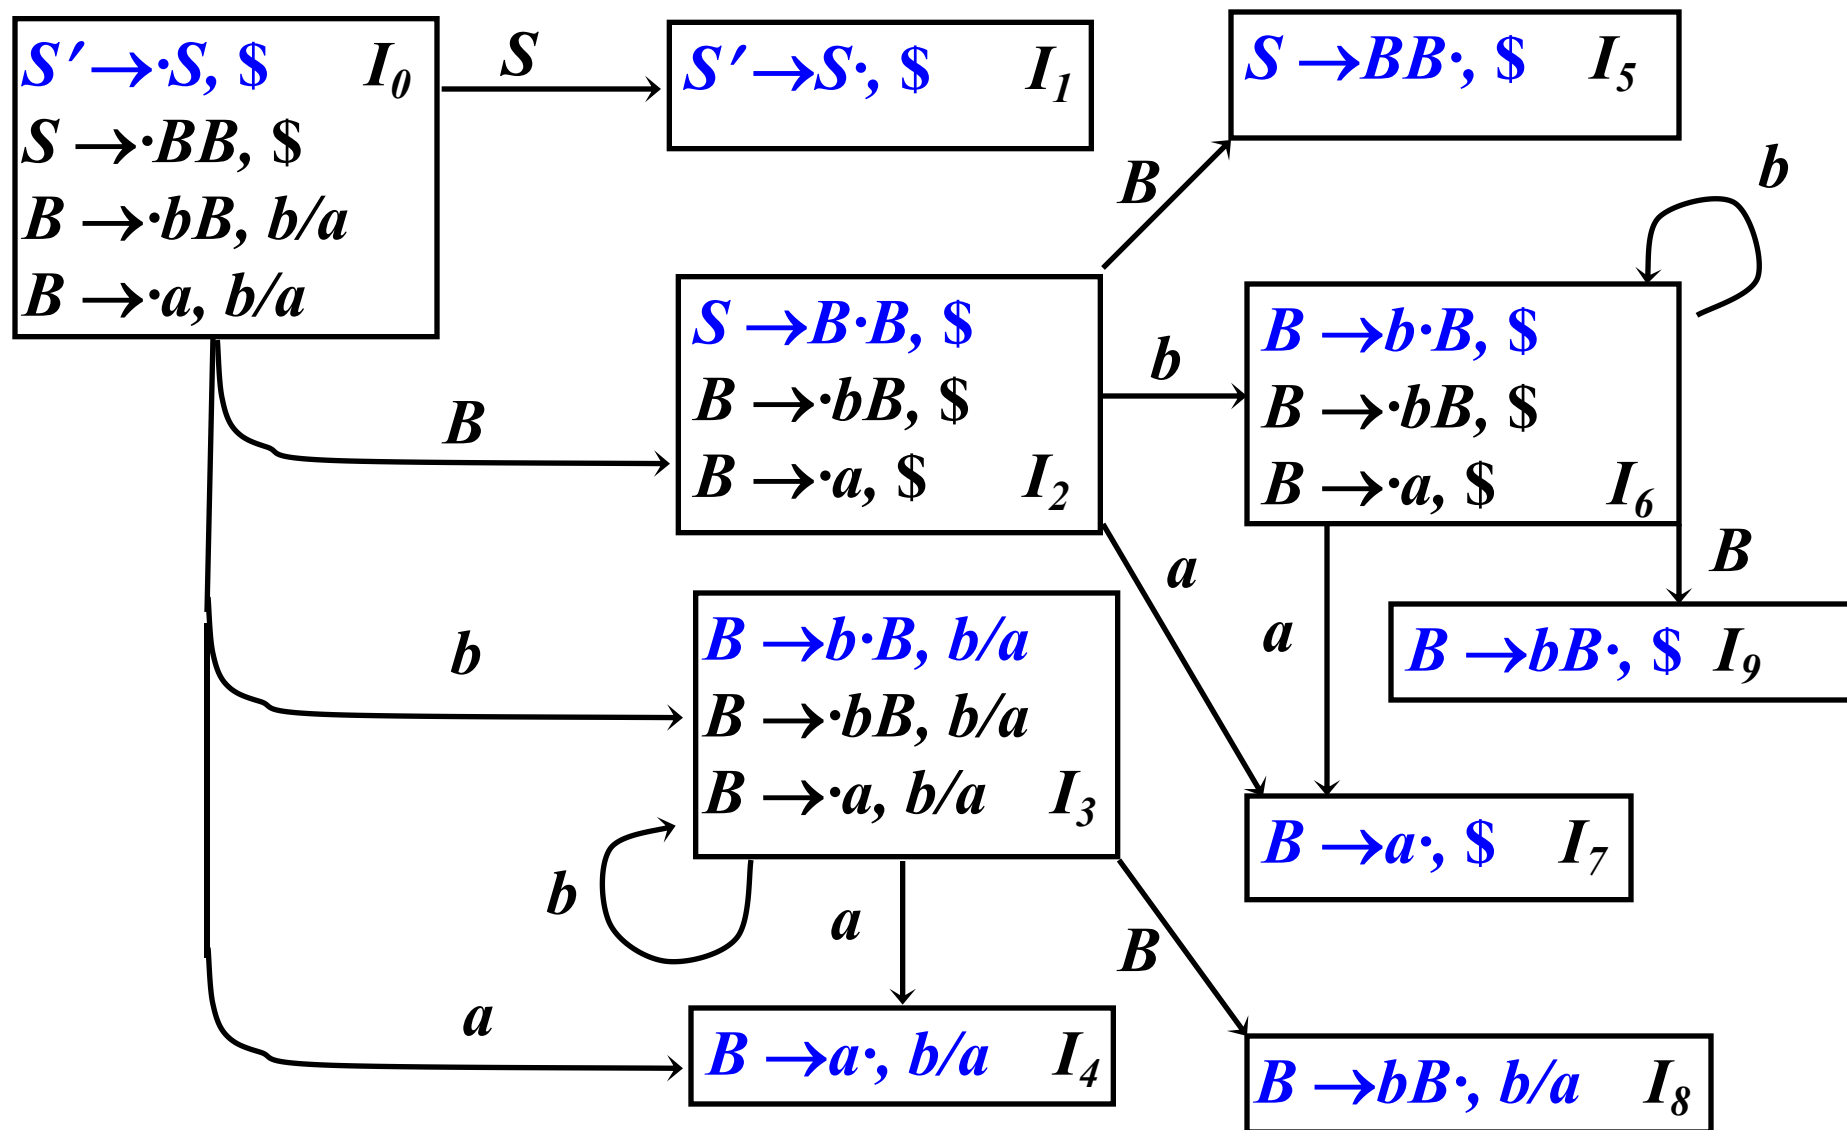 S′→·S, $ I0
S→·BB, $
B→·bB, b/a
B→·a, b/a
S
S′→S·, $ I1
S→BB·, $ I5
B
b
S→B·B, $
B→·bB, $
B→·a, $ I2
B
b
B→b·B, $
B→·bB, $
B→·a, $ I6
a
a
B
B→bB·, $ I9
b
B→b·B, b/a
B→·bB, b/a
B→·a, b/a I3
B→a·, $ I7
b
a
B
a
B→a·, b/a I4
B→bB·, b/a I8